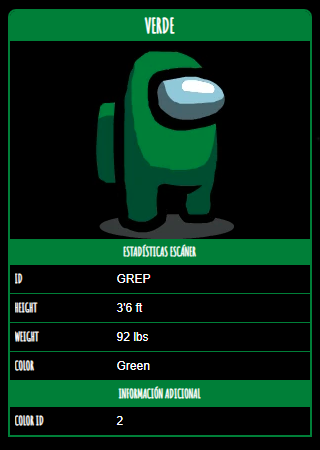 VERDE
ESTADÍSTICAS ESCÁNER
ID GREP
HEIGHT 3'6 ft
WEIGHT 92 lbs
COLOR Green
INFORMACIÓN ADICIONAL
COLOR ID 2